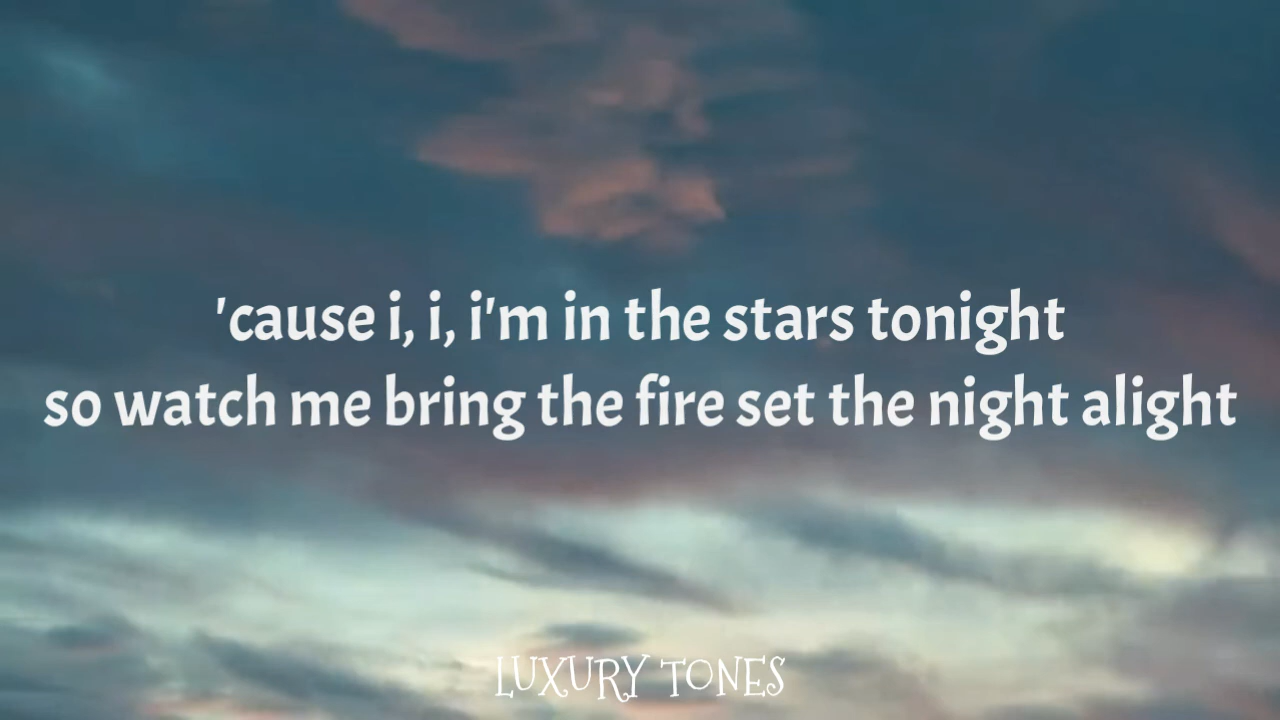 'cause i, i, i'm in the stars tonight
so watch me bring the fire set the night alight
LUXURY TONES